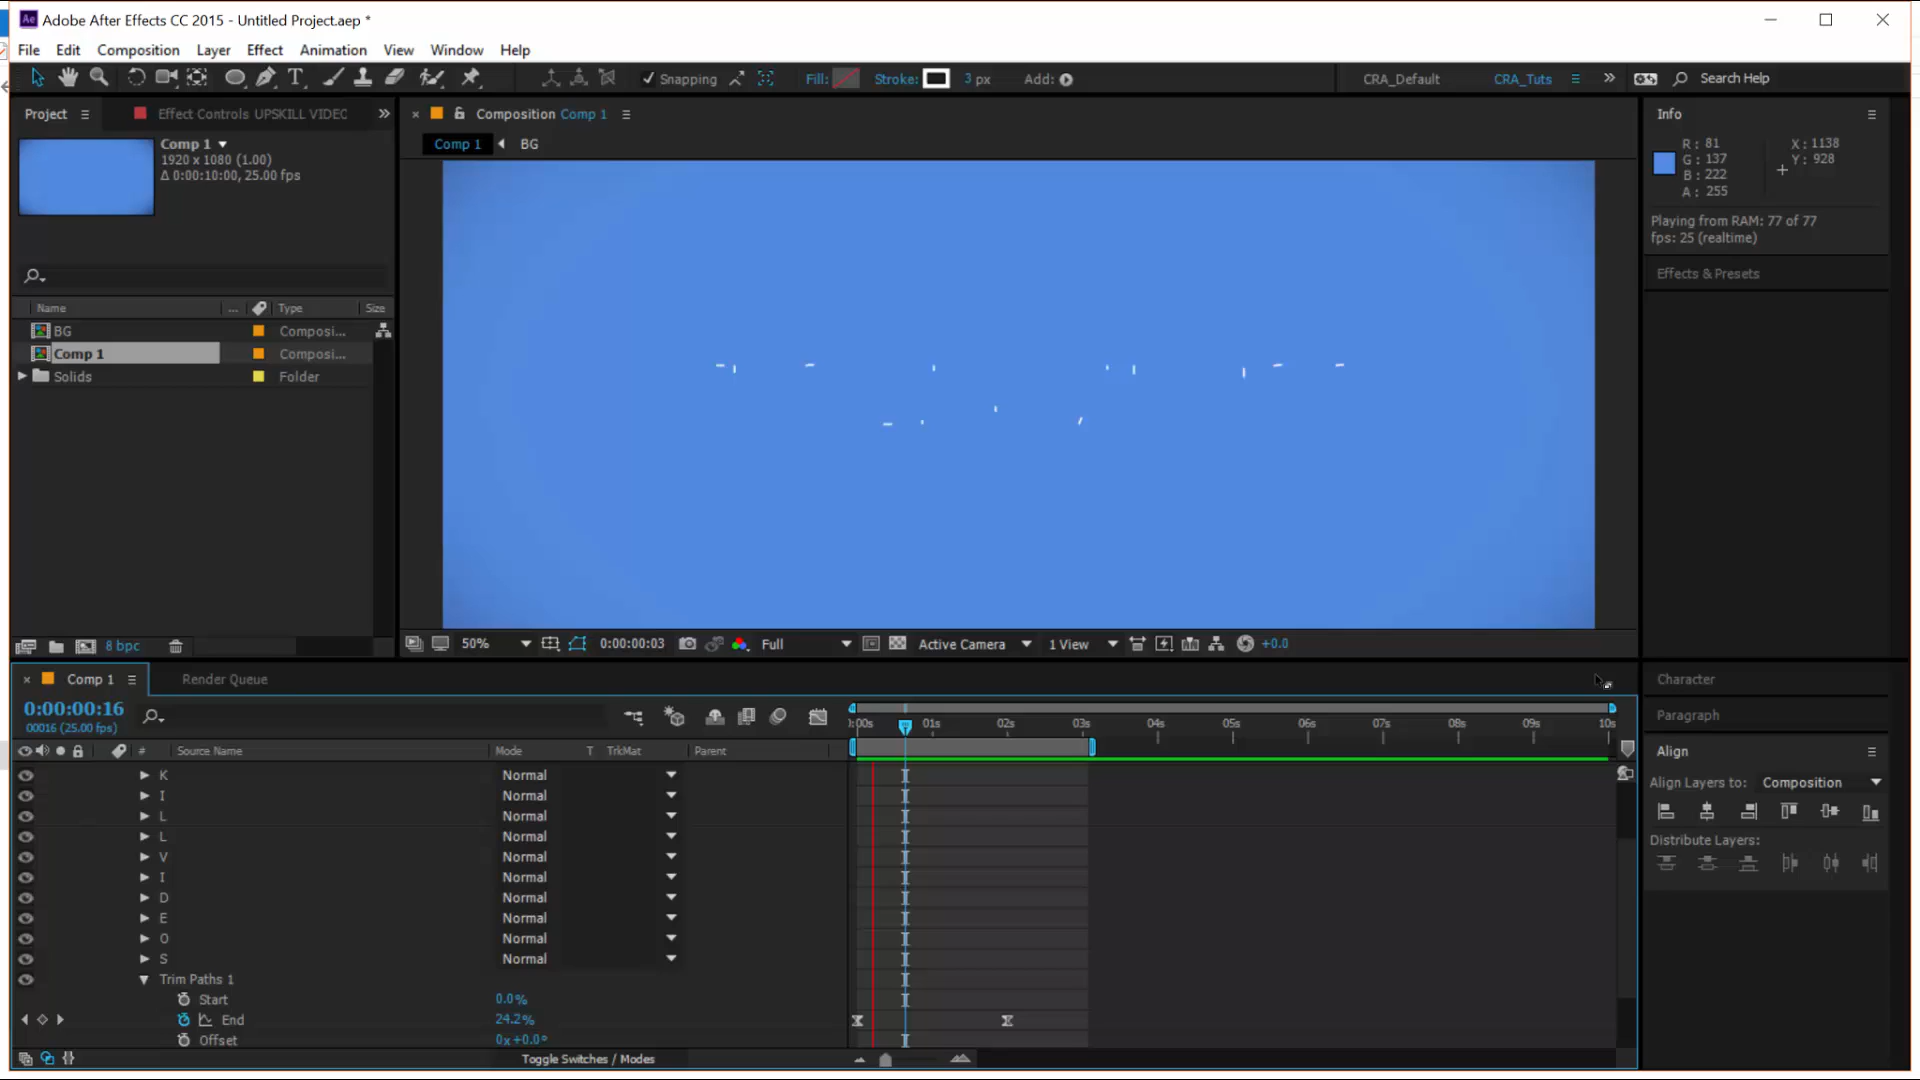 Ae Adobe After Effects CC 2015 - Untitled Project.aep *
File Edit Composition Layer Effect Animation View Window Help
T Snapping Fill: Stroke: 3 px Add: CRA_Default CRA_Tuts Search Help
Project Effect Controls UPSKILL VIDEC
Composition Comp 1
Info
Comp 1
1920 x 1080 (1.00)
Δ 0:00:10:00, 25.00 fps
Comp 1 BG
R : 81
G : 137
B : 222
A : 255
X : 1138
Y : 928
Playing from RAM: 77 of 77
fps: 25 (realtime)
Effects & Presets
Name ... Type Size
BG Composi...
Comp 1 Composi...
Solids Folder
8 bpc
50% 0:00:00:03 Full Active Camera 1 View +0.0
Comp 1 Render Queue
Character
0:00:00:16
00016 (25.00 fps)
:00s 01s 02s 03s 04s 05s 06s 07s 08s 09s 10s
Paragraph
# Source Name Mode T TrkMat Parent
Align
K Normal
I Normal
L Normal
L Normal
V Normal
I Normal
D Normal
E Normal
O Normal
S Normal
Align Layers to: Composition
Distribute Layers:
Trim Paths 1
Start 0.0%
End 24.2%
Offset 0x+0.0°
Toggle Switches / Modes